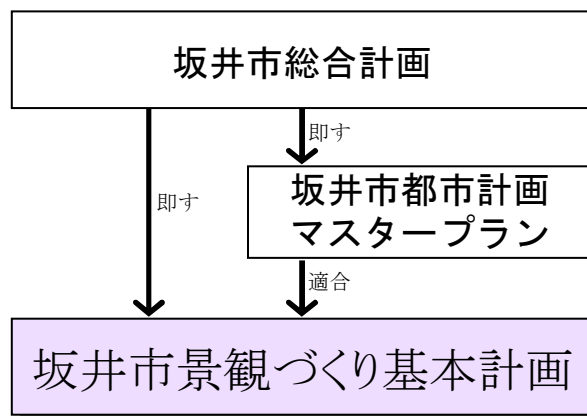 坂井市総合計画
即す
即す
坂井市都市計画
マスタープラン
適合
坂井市景観づくり基本計画